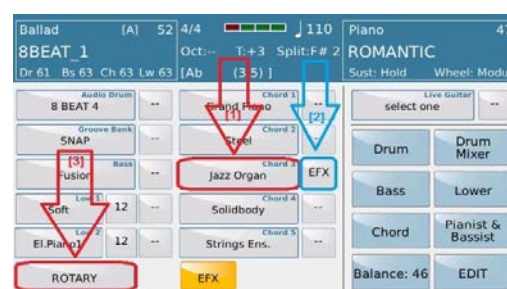 Ballad [A] 52 4/4 110 Piano 47
8BEAT_1 Oct:-- T:+3 Split:F# 2 ROMANTIC
Dr 61 Bs 63 Ch 63 Lw 63 [Ab (3 5) ] Sust: Hold Wheel: Modu
Audio Drum
8 BEAT 4 --
Chord 1
Grand Piano --
Live Guitar
select one --
Groove Bank
SNAP --
Chord 2
Steel --
[1] [2] [3]
Drum
Drum Mixer
Bass
Fusion --
Chord 3
Jazz Organ EFX
Bass
Lower
Low 1
Soft 12 --
Chord 4
Solidbody --
Chord
Pianist & Bassist
Low 2
El.Piano1 12 --
Chord 5
Strings Ens. --
ROTARY
EFX
Balance: 46
EDIT